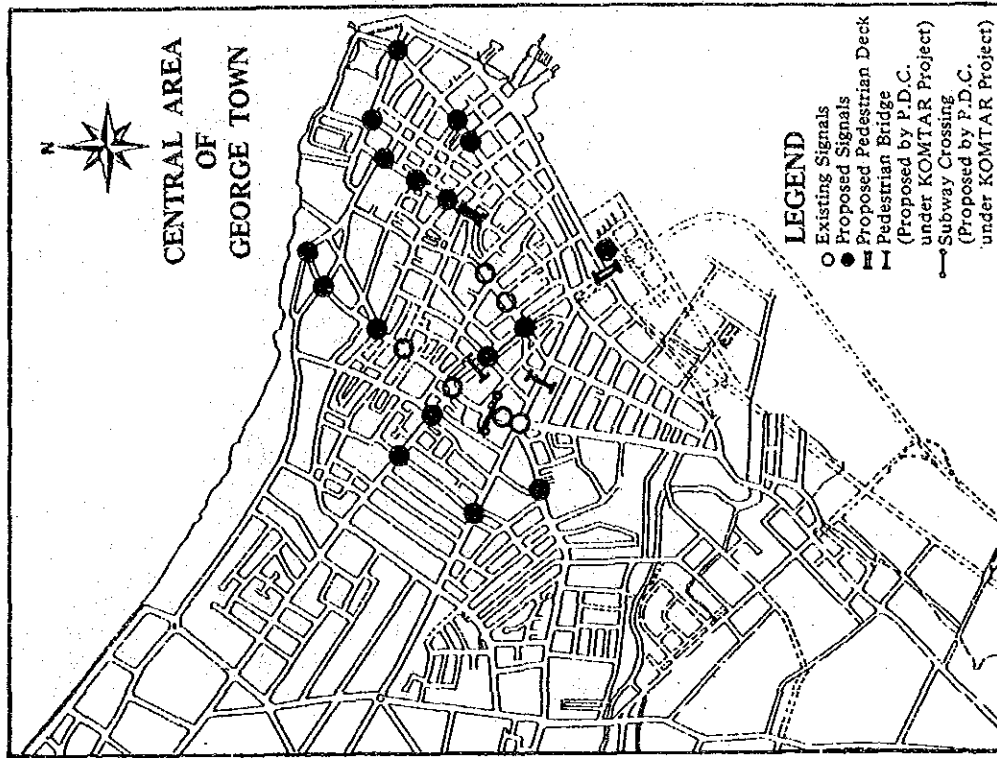 N
CENTRAL AREA
OF
GEORGE TOWN
LEGEND
Existing Signals
Proposed Signals
Proposed Pedestrian Deck
Pedestrian Bridge
(Proposed by P.D.C.
under KOMTAR Project)
Subway Crossing
(Proposed by P.D.C.
under KOMTAR Project)